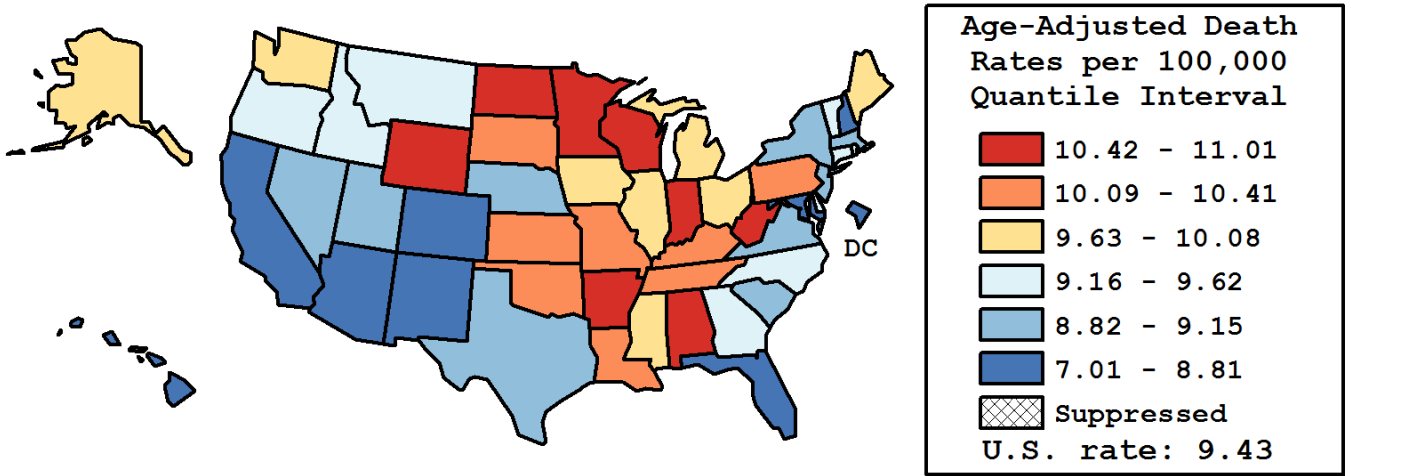 DC
Age-Adjusted Death
Rates per 100,000
Quantile Interval
10.42 - 11.01
10.09 - 10.41
9.63 - 10.08
9.16 - 9.62
8.82 - 9.15
7.01 - 8.81
Suppressed
U.S. rate: 9.43